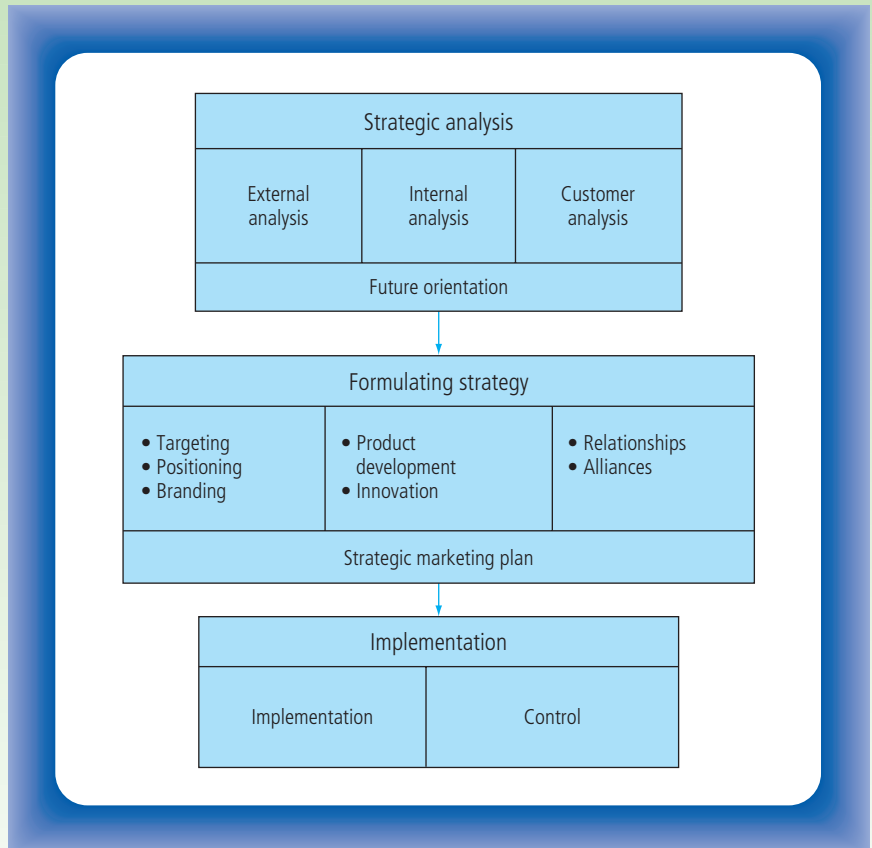 Strategic analysis
External
analysis
Internal
analysis
Customer
analysis
Future orientation
Formulating strategy
• Targeting
• Positioning
• Branding
• Product
development
• Innovation
• Relationships
• Alliances
Strategic marketing plan
Implementation
Implementation
Control